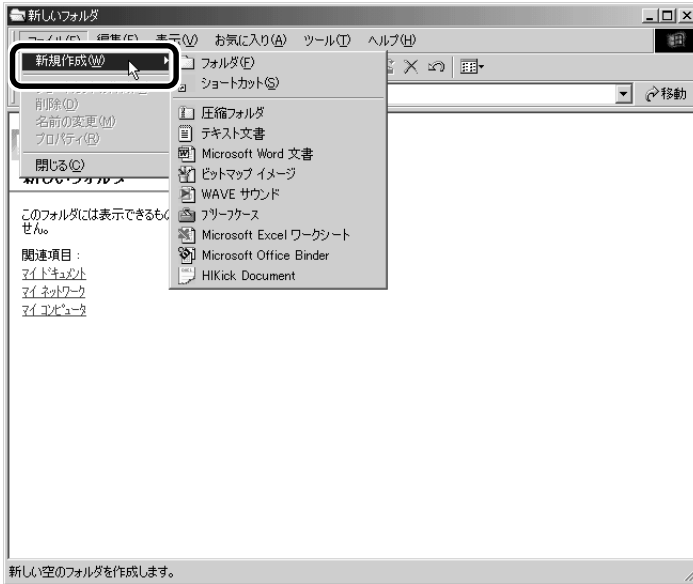 新しいフォルダ
ファイル(F) 編集(E) 表示(V) お気に入り(A) ツール(T) ヘルプ(H)
新規作成(W)
削除(D)
名前の変更(M)
プロパティ(R)
閉じる(C)
フォルダ(F)
ショートカット(S)
圧縮フォルダ
テキスト文書
Microsoft Word 文書
ビットマップ イメージ
WAVE サウンド
ブリーフケース
Microsoft Excel ワークシート
Microsoft Office Binder
HIKick Document
移動
新しいフォルダ
このフォルダには表示できるもの
せん。
関連項目:
マイ ドキュメント
マイ ネットワーク
マイ コンピュータ
新しい空のフォルダを作成します。